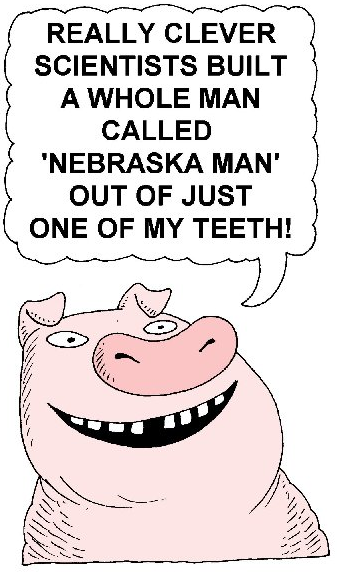 REALLY CLEVER
SCIENTISTS BUILT
A WHOLE MAN
CALLED
'NEBRASKA MAN'
OUT OF JUST
ONE OF MY TEETH!